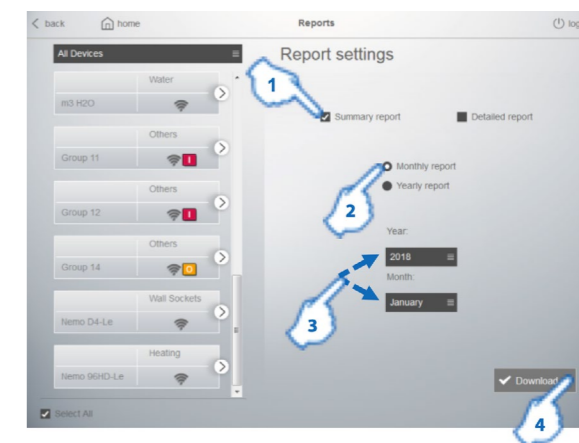 back
home
Reports
log
All Devices
Report settings
Water
m3 H2O
1
Summary report
Detailed report
Others
Group 11
I
Monthly report
Yearly report
Others
Group 12
I
2
Year:
2018
Month:
January
Others
Group 14
O
3
Wall Sockets
Nemo D4-Le
Heating
Nemo 96HD-Le
Download
Select All
4